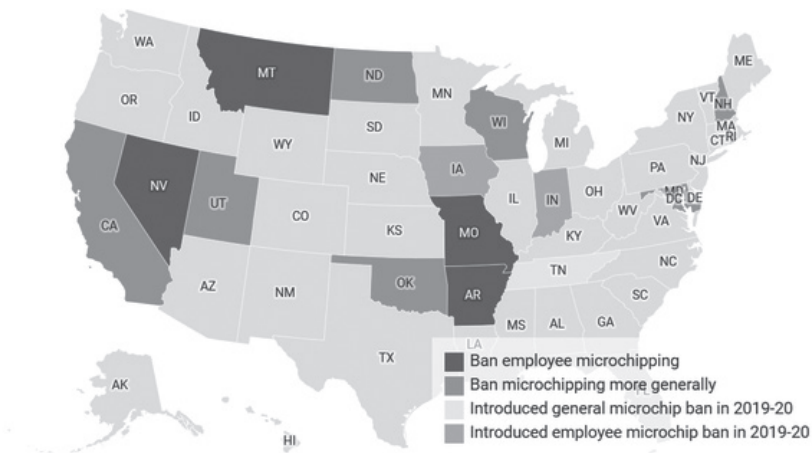 WA
ME
MT
ND
MN
VT
NH
OR
ID
SD
WI
MI
NY
MA
CT
RI
WY
IA
PA
NJ
NE
NV
UT
CO
IL
IN
OH
MD
DC
DE
CA
KS
MO
WV
VA
KY
AZ
NM
OK
AR
TN
NC
SC
TX
LA
MS
AL
GA
AK
HI
FL
Ban employee microchipping
Ban microchipping more generally
Introduced general microchip ban in 2019-20
Introduced employee microchip ban in 2019-20